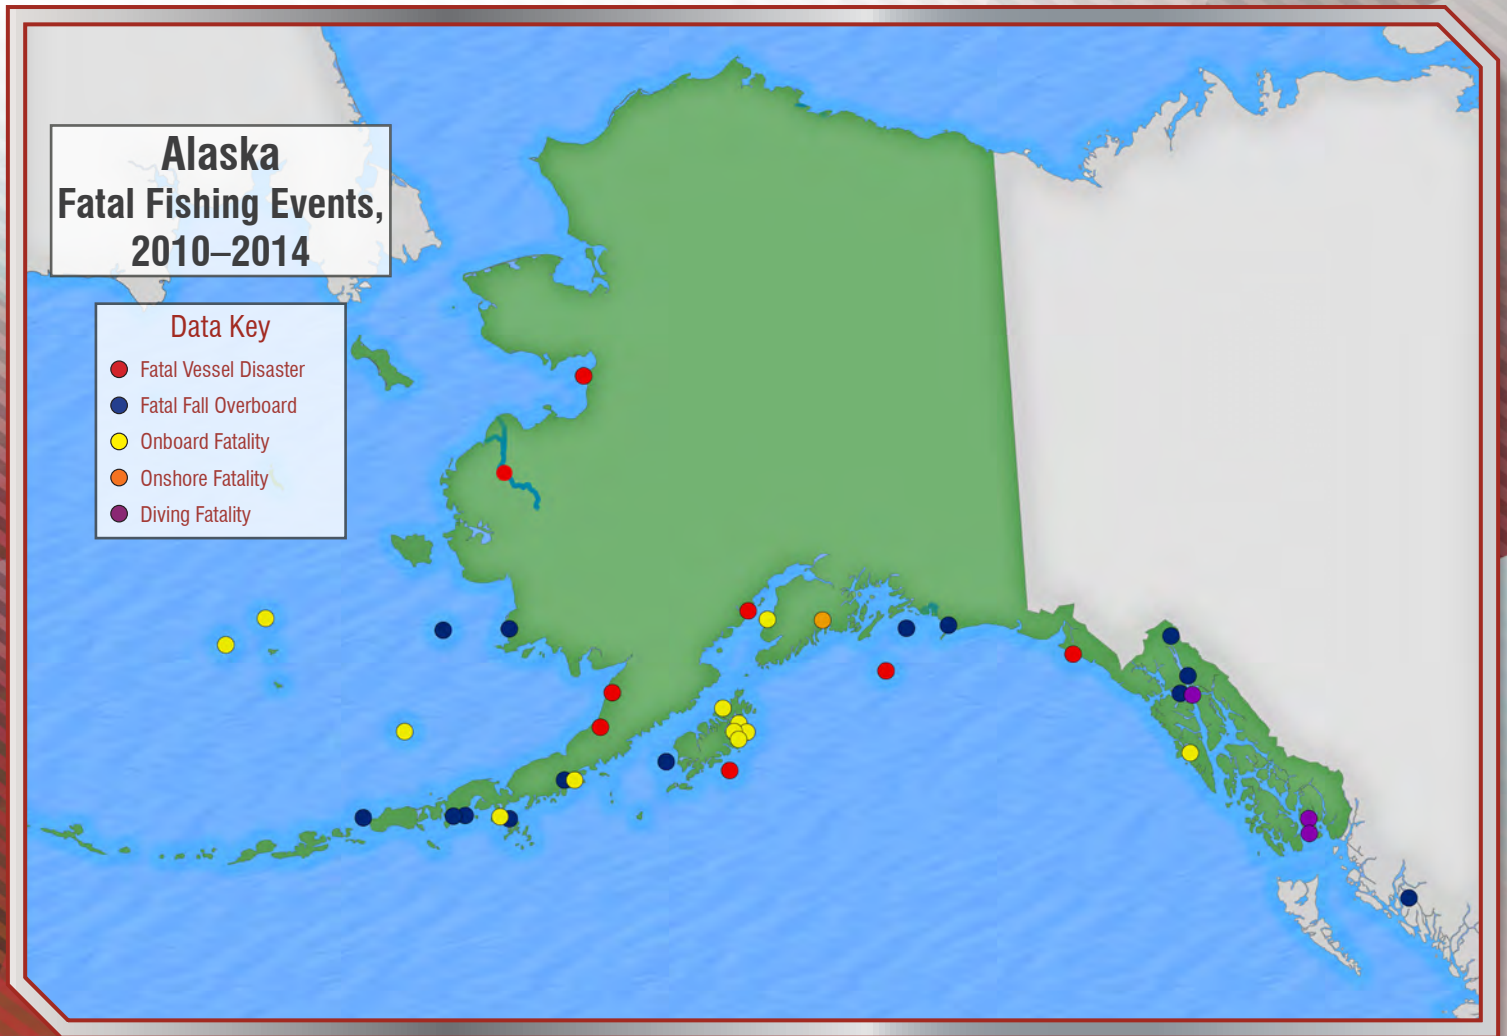 Alaska
Fatal Fishing Events,
2010–2014
Data Key
Fatal Vessel Disaster
Fatal Fall Overboard
Onboard Fatality
Onshore Fatality
Diving Fatality